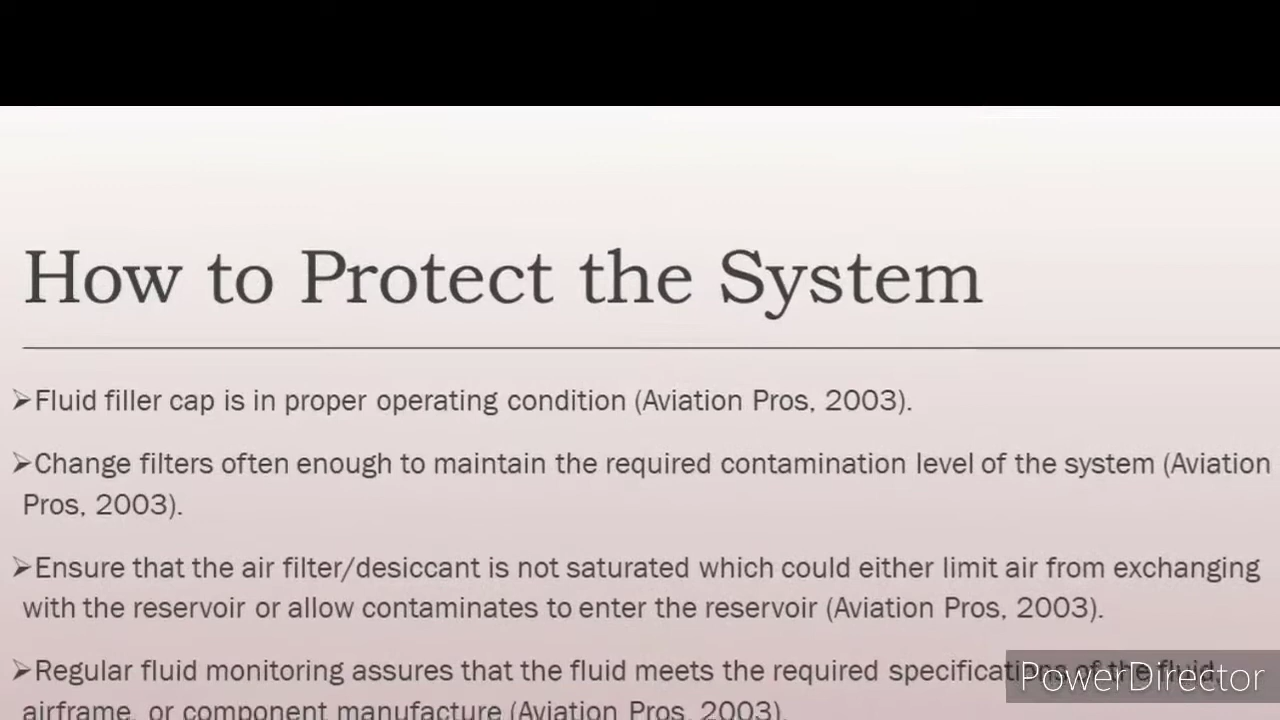 How to Protect the System
➢Fluid filler cap is in proper operating condition (Aviation Pros, 2003).
➢Change filters often enough to maintain the required contamination level of the system (Aviation
Pros, 2003).
➢Ensure that the air filter/desiccant is not saturated which could either limit air from exchanging
with the reservoir or allow contaminates to enter the reservoir (Aviation Pros, 2003).
➢Regular fluid monitoring assures that the fluid meets the required specifications of the fluid,
airframe, or component manufacture (Aviation Pros, 2003).
PowerDirector